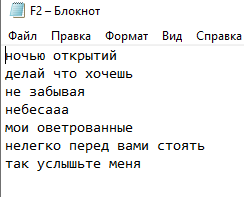 F2 – Блокнот
Файл Правка Формат Вид Справка
ночью открытий
делай что хочешь
не забывая
небесааа
мои оветрованные
нелегко перед вами стоять
так услышьте меня